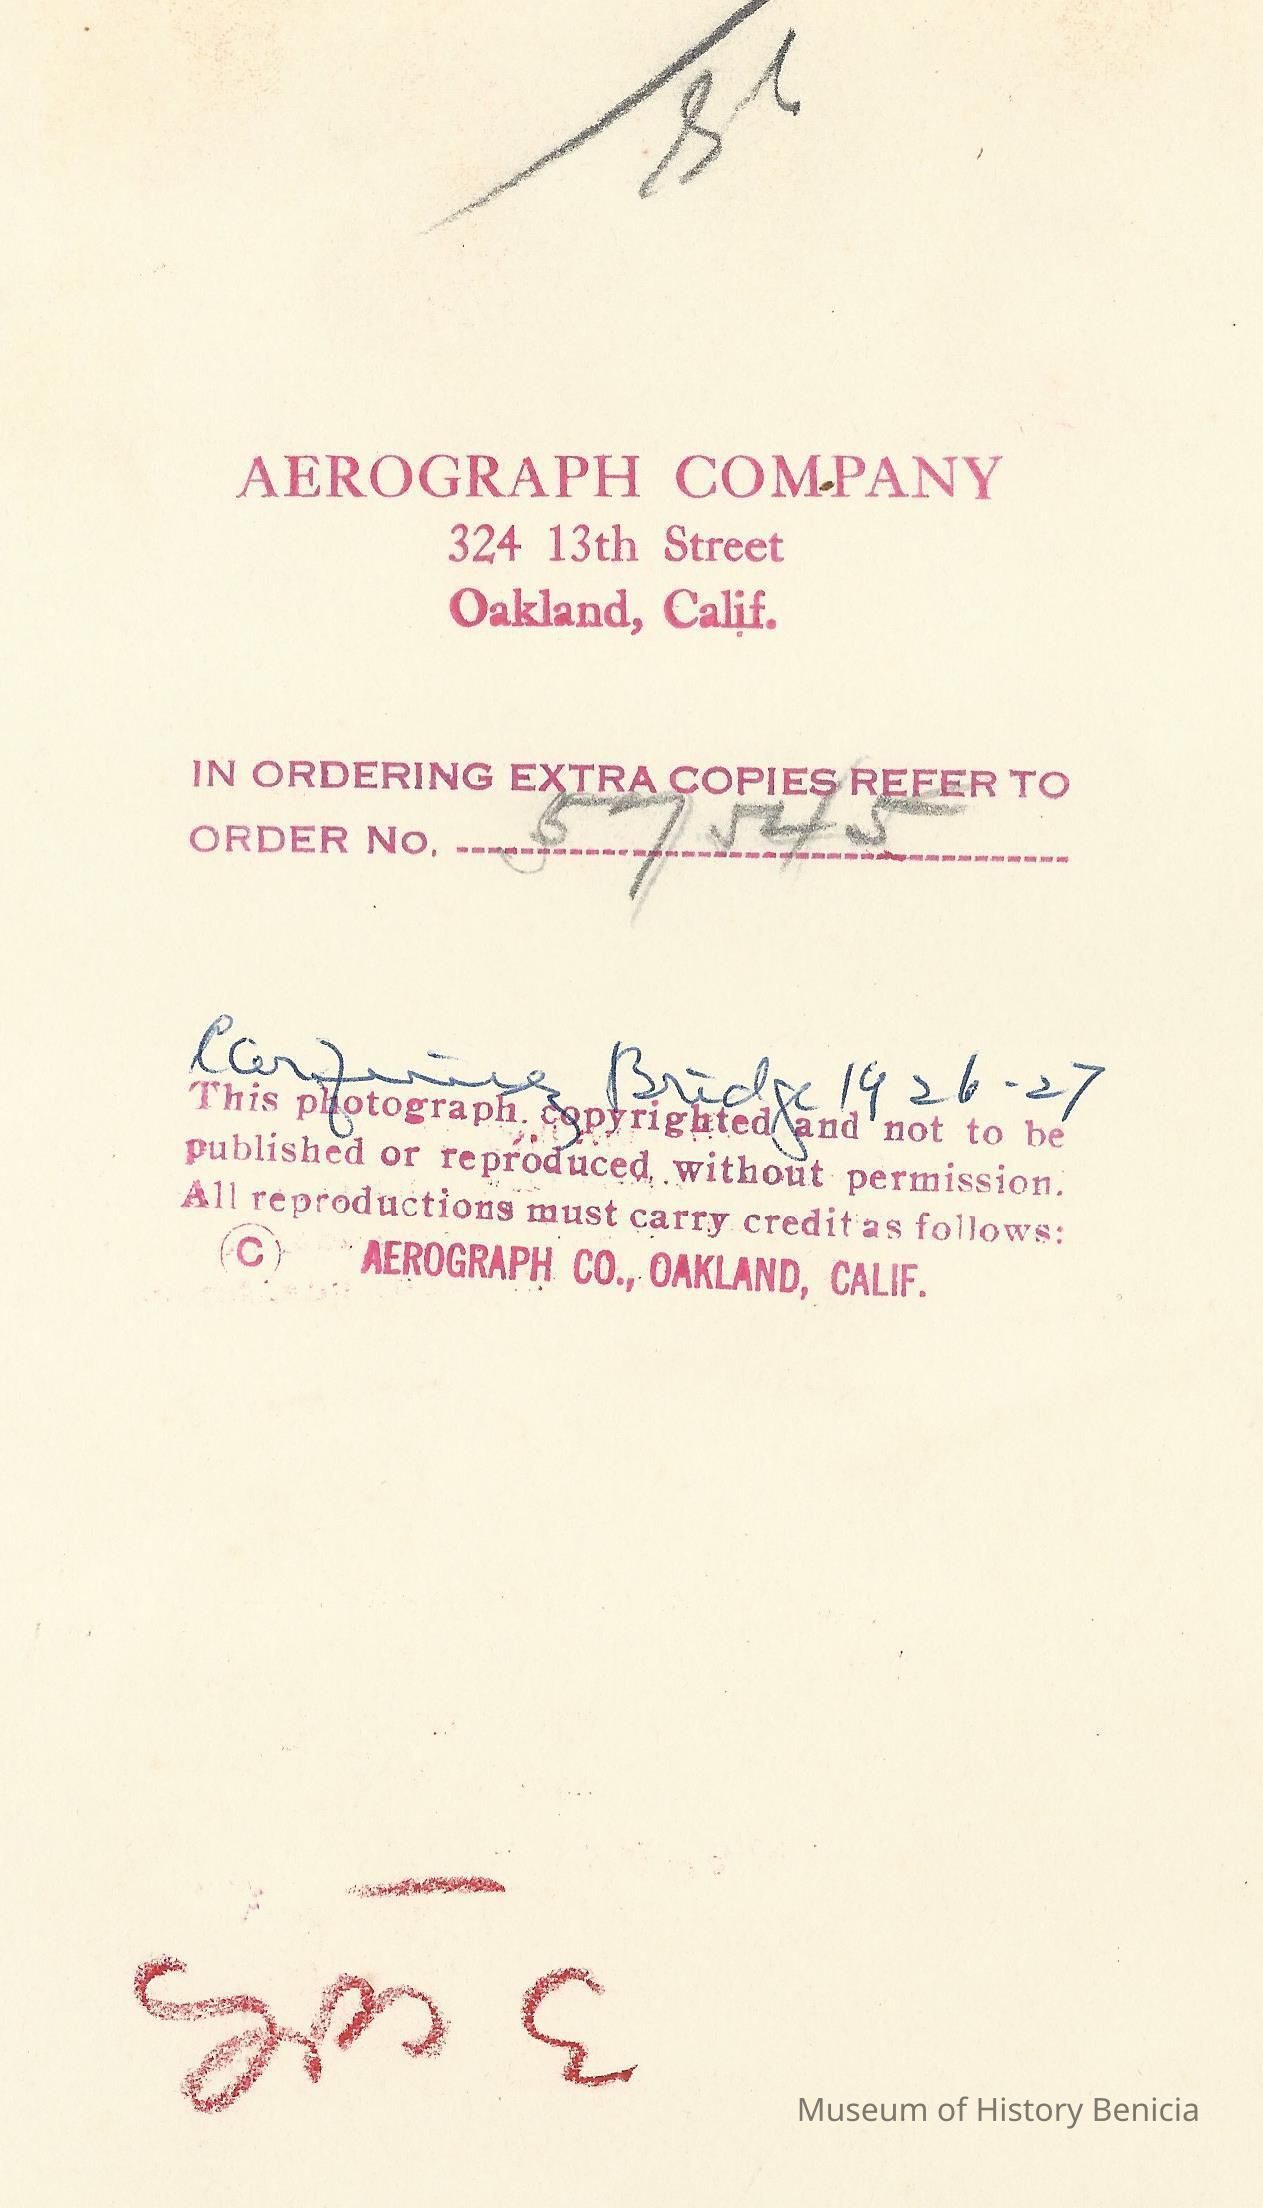 AEROGRAPH COMPANY
324 13th Street
Oakland, Calif.
IN ORDERING EXTRA COPIES REFER TO
ORDER No. 57545
Carquinez Bridge 1926-27
This photograph copyrighted and not to be
published or reproduced without permission.
All reproductions must carry credit as follows:
© AEROGRAPH CO., OAKLAND, CALIF.
Museum of History Benicia